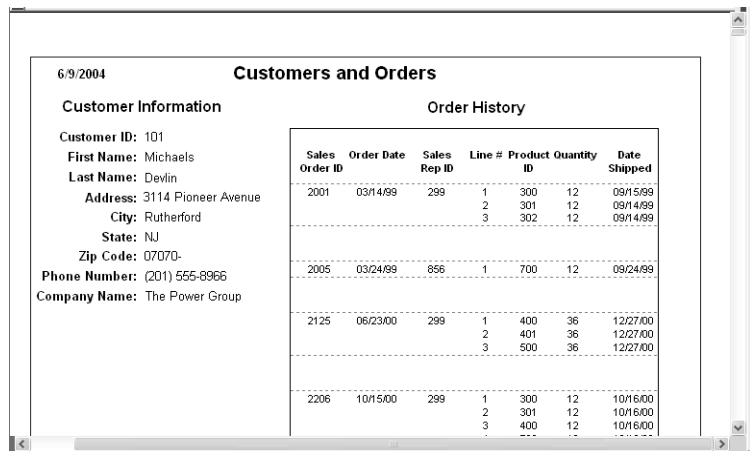 6/9/2004
Customers and Orders
Customer Information
Customer ID: 101
First Name: Michaels
Last Name: Devlin
Address: 3114 Pioneer Avenue
City: Rutherford
State: NJ
Zip Code: 07070-
Phone Number: (201) 555-8966
Company Name: The Power Group
Order History
Sales Order ID Order Date Sales Rep ID Line # Product ID Quantity Date Shipped
2001 03/14/99 299 1 300 12 09/15/99
2 301 12 09/14/99
3 302 12 09/14/99
2005 03/24/99 856 1 700 12 09/24/99
2125 06/23/00 299 1 400 36 12/27/00
2 401 36 12/27/00
3 500 36 12/27/00
2206 10/15/00 299 1 300 12 10/16/00
2 301 12 10/16/00
3 400 12 10/16/00